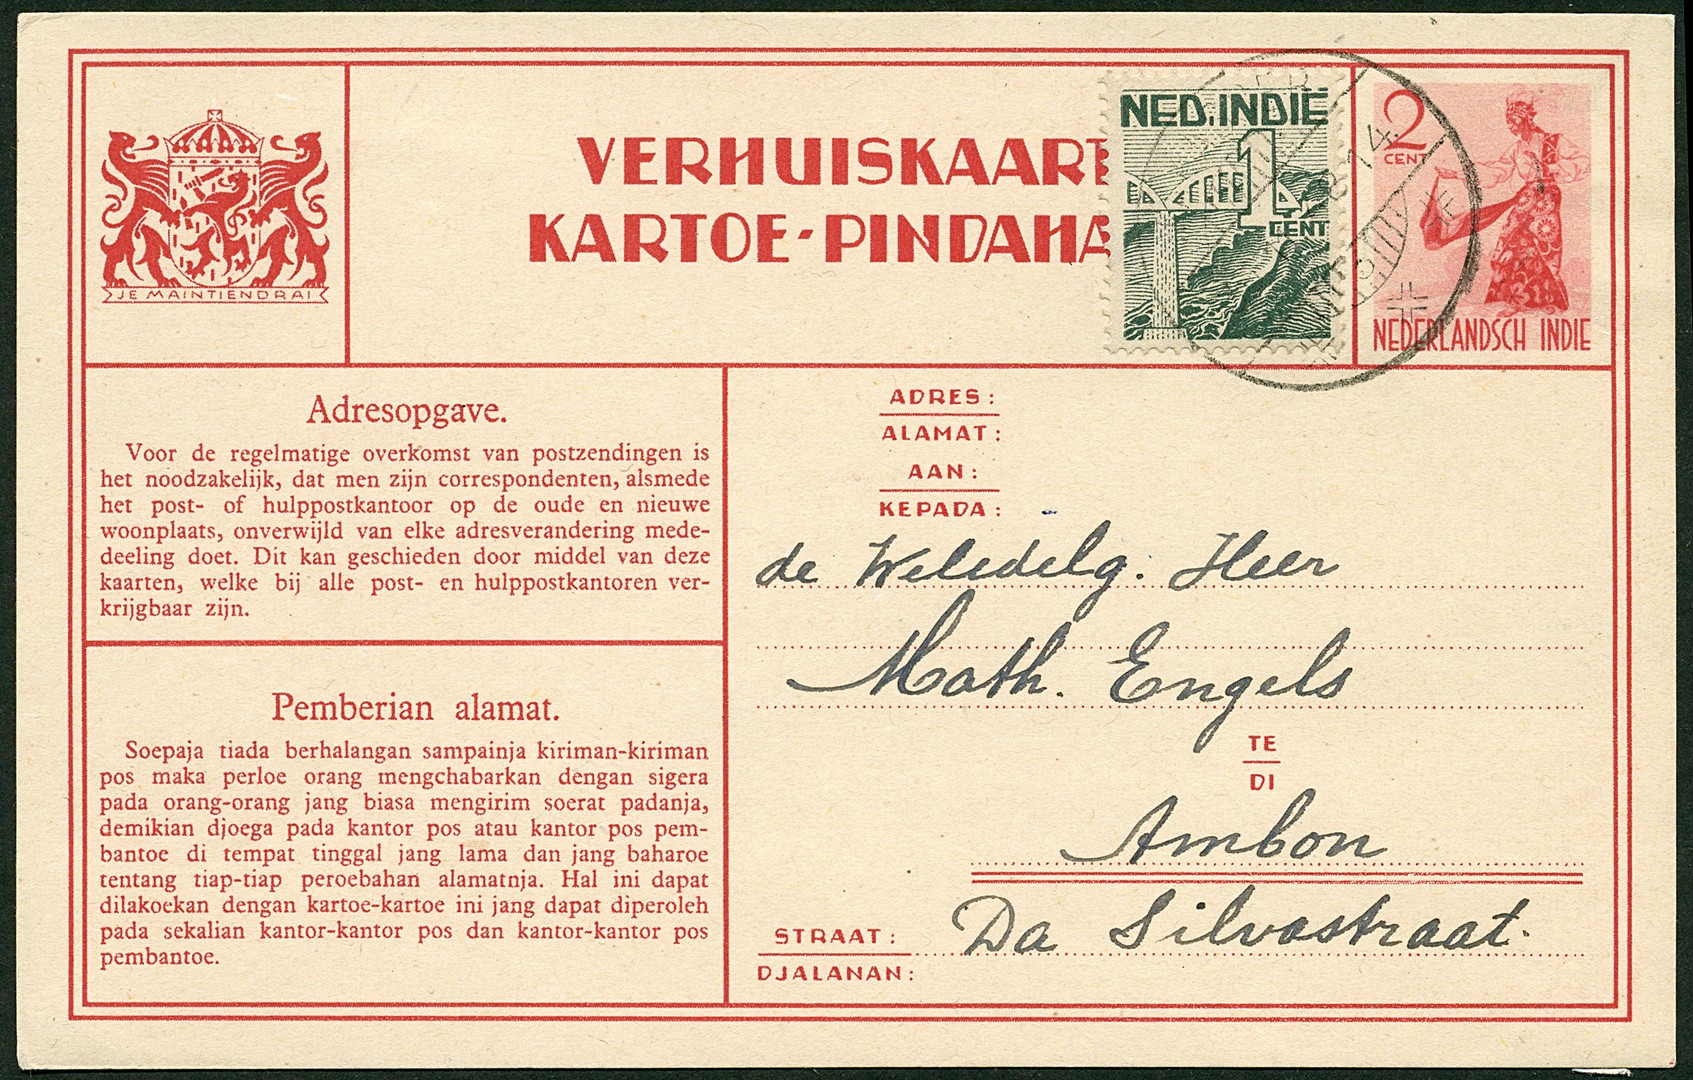 JE MAINTIENDRAI
VERHUISKAART
KARTOE-PINDAHA
NED. INDIE
1
CENT
2
CENT
NEDERLANDSCH INDIE
8-14
Adresopgave.
Voor de regelmatige overkomst van postzendingen is
het noodzakelijk, dat men zijn correspondenten, alsmede
het post- of hulppostkantoor op de oude en nieuwe
woonplaats, onverwijld van elke adresverandering mede-
deeling doet. Dit kan geschieden door middel van deze
kaarten, welke bij alle post- en hulppostkantoren ver-
krijgbaar zijn.
Pemberian alamat.
Soepaja tiada berhalangan sampainja kiriman-kiriman
pos maka perloe orang mengchabarkan dengan sigera
pada orang-orang jang biasa mengirim soerat padanja,
demikian djoega pada kantor pos atau kantor pos pem-
bantoe di tempat tinggal jang lama dan jang baharoe
tentang tiap-tiap peroebahan alamatnja. Hal ini dapat
dilakoekan dengan kartoe-kartoe ini jang dapat diperoleh
pada sekalian kantor-kantor pos dan kantor-kantor pos
pembantoe.
ADRES:
ALAMAT:
AAN:
KEPADA:
de Weledelg. Heer
Math. Engels
TE
DI
Ambon
STRAAT: Da Silvastraat.
DJALANAN: